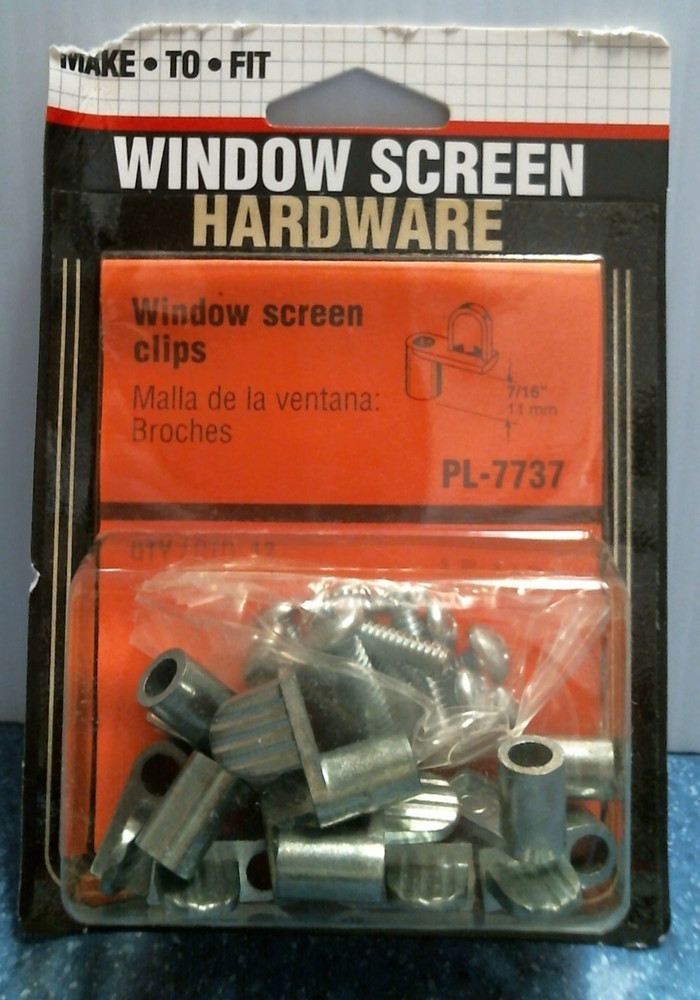 MAKE • TO • FIT
WINDOW SCREEN
HARDWARE
Window screen
clips
Malla de la ventana:
Broches
7/16"
11 mm
PL-7737